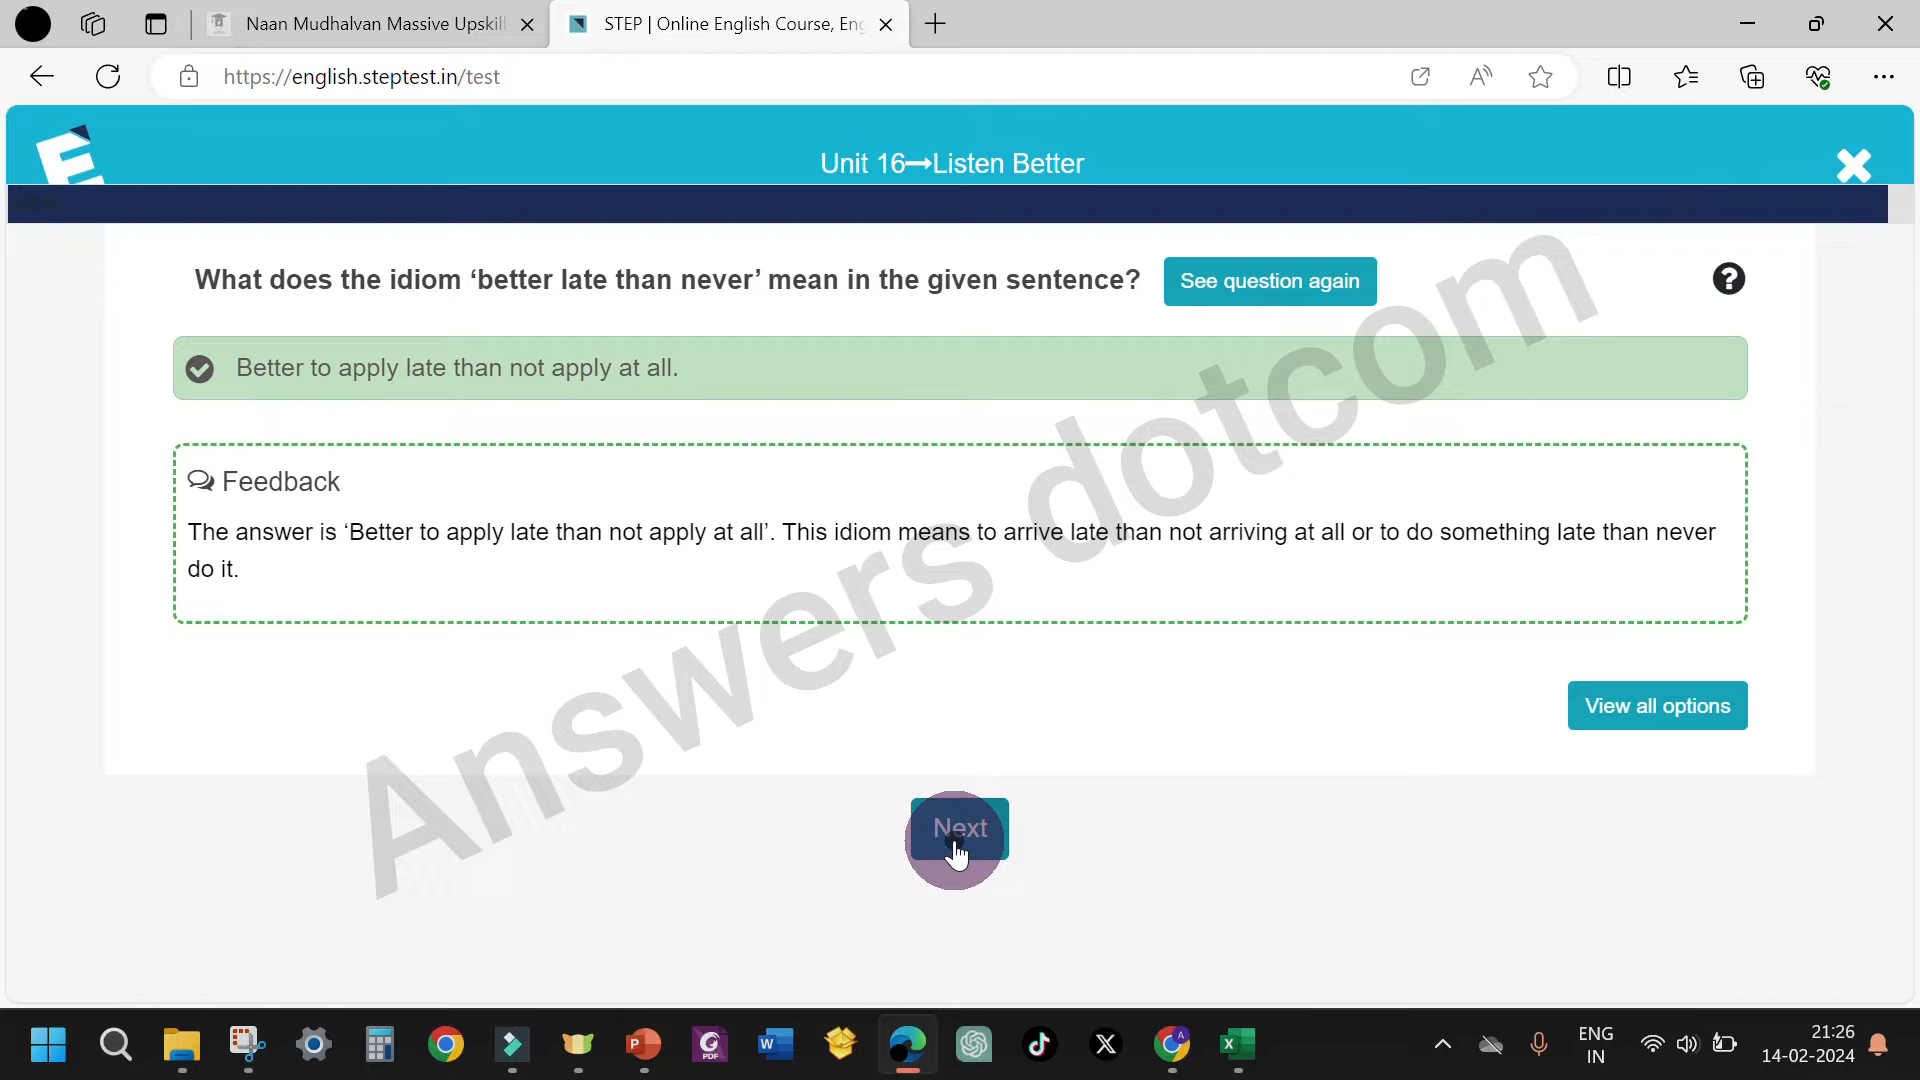 Naan Mudhalvan Massive Upskill
STEP | Online English Course, Eng
https://english.steptest.in/test
Unit 16→Listen Better
What does the idiom ‘better late than never’ mean in the given sentence?
See question again
Better to apply late than not apply at all.
Feedback
The answer is ‘Better to apply late than not apply at all’. This idiom means to arrive late than not arriving at all or to do something late than never
do it.
View all options
Next
Answers dotcom
ENG
IN
21:26
14-02-2024